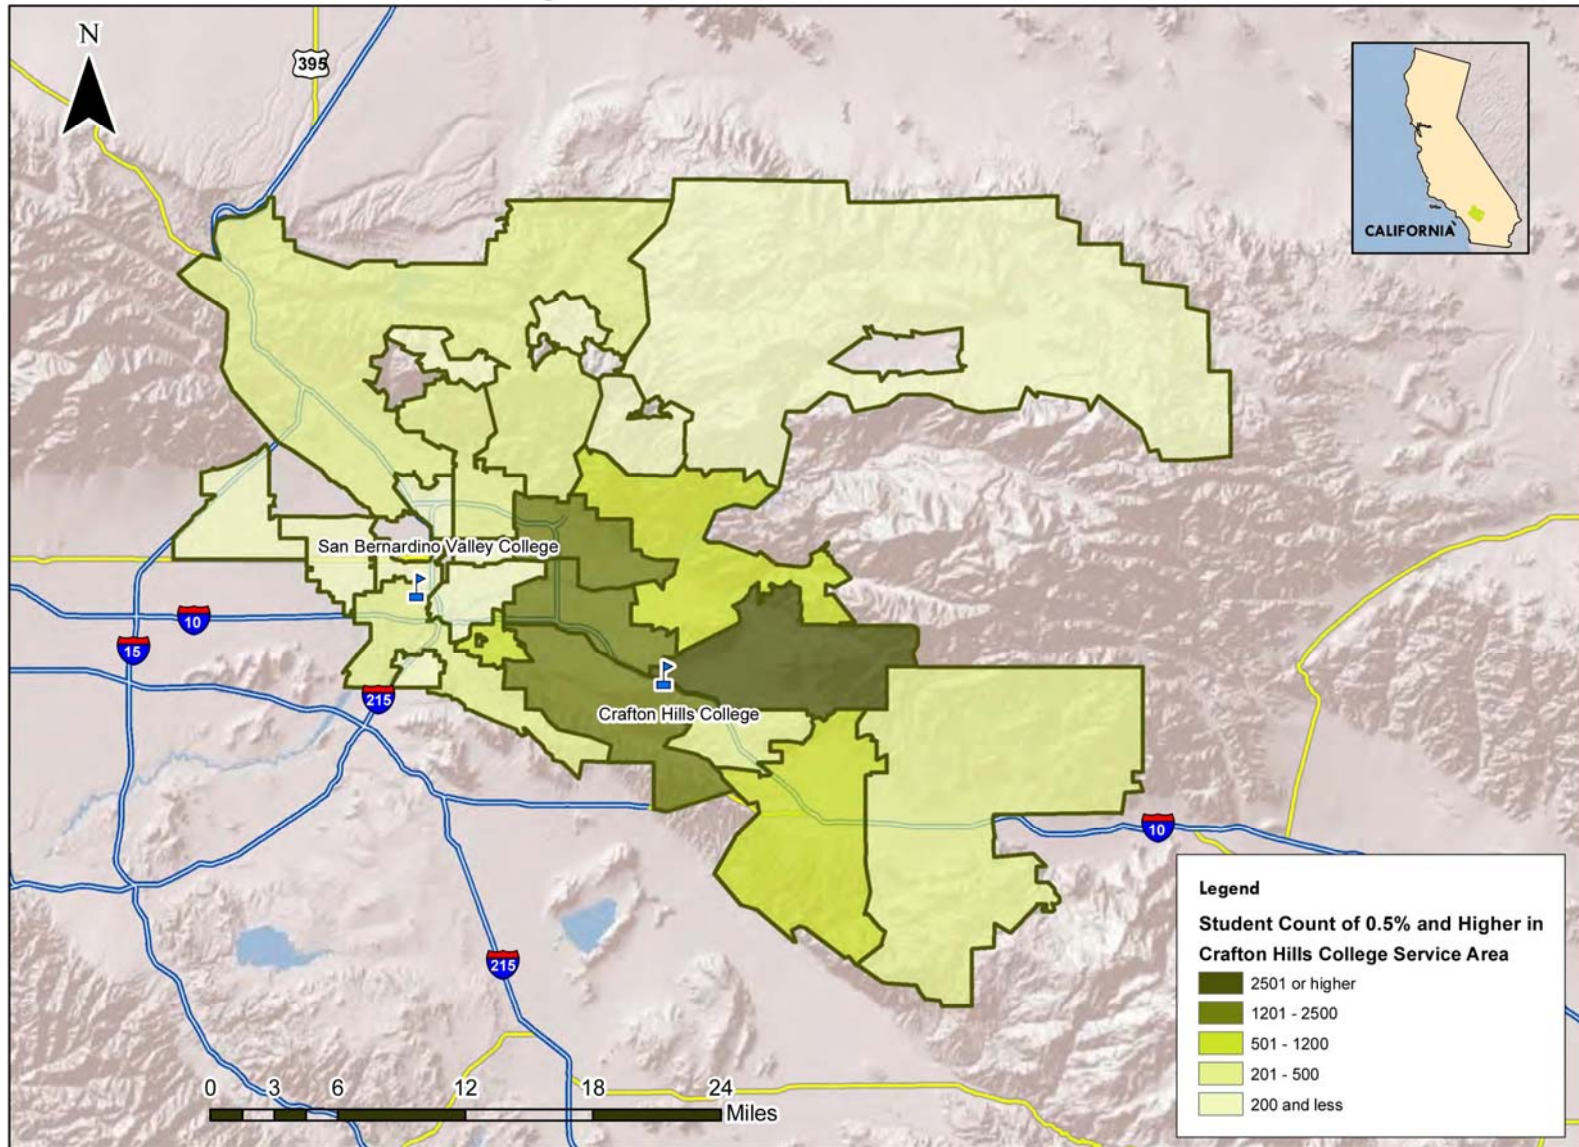 N
395
CALIFORNIA
San Bernardino Valley College
10
15
215
Crafton Hills College
10
215
Legend
Student Count of 0.5% and Higher in
Crafton Hills College Service Area
2501 or higher
1201 - 2500
501 - 1200
201 - 500
200 and less
0 3 6 12 18 24
Miles